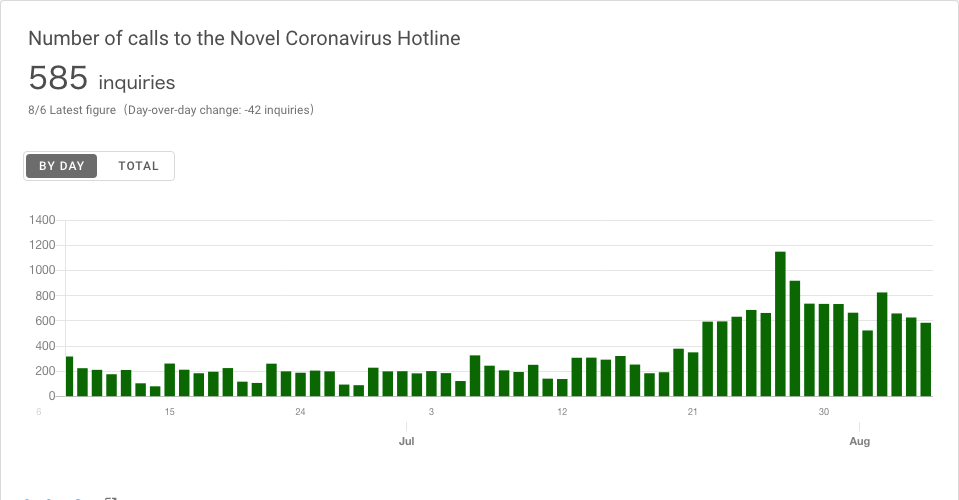 Number of calls to the Novel Coronavirus Hotline
585 inquiries
8/6 Latest figure（Day-over-day change: -42 inquiries）
BY DAY TOTAL
1400
1200
1000
800
600
400
200
0
6 15 24 3 12 21 30
Jul Aug